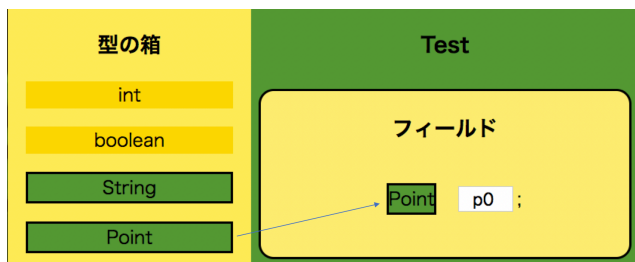 型の箱
int
boolean
String
Point
Test
フィールド
Point p0 ;